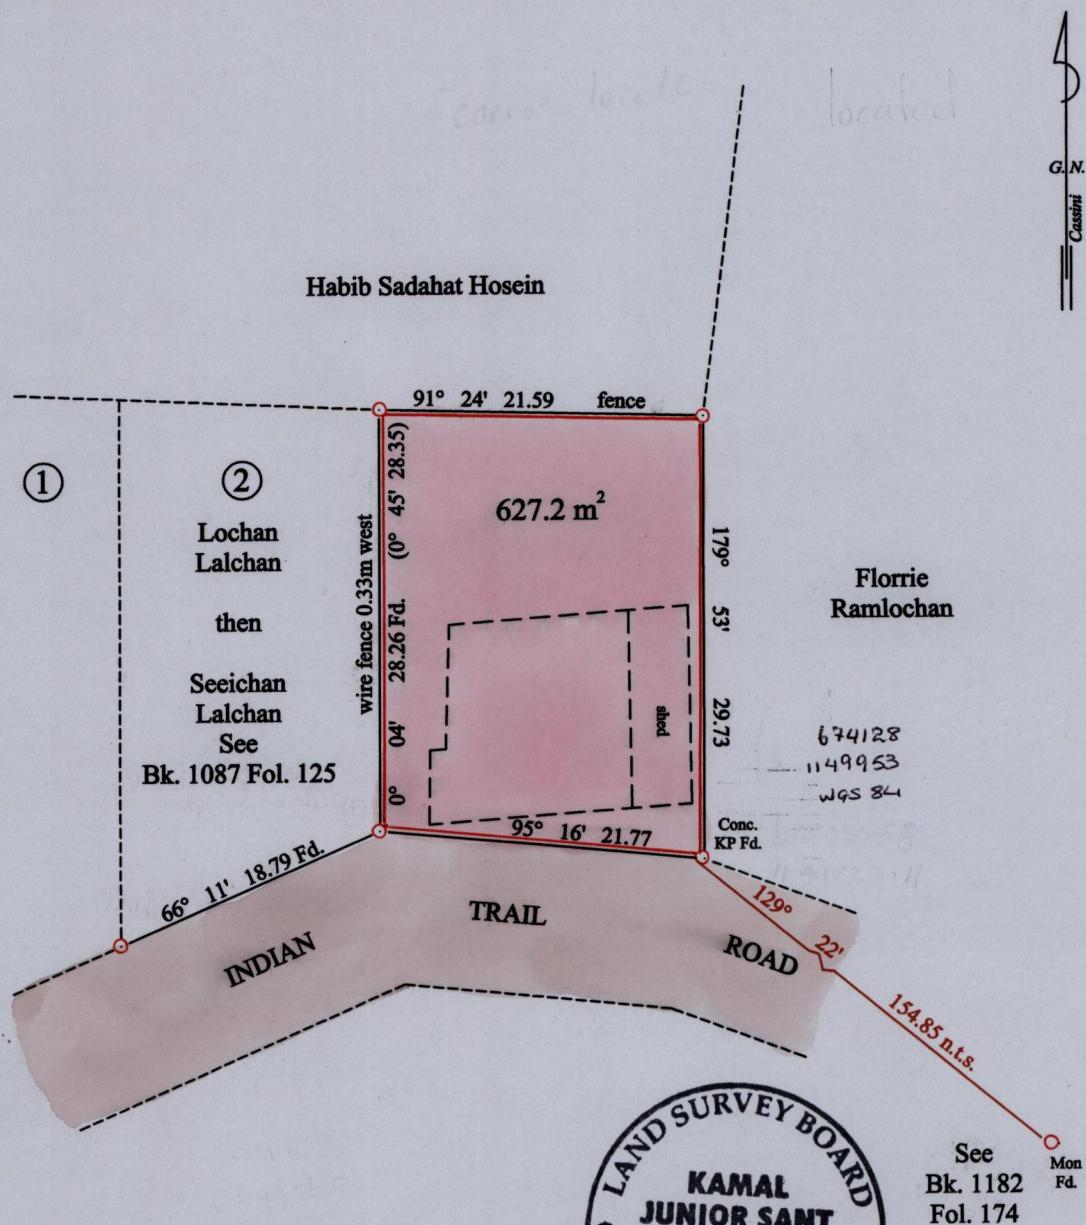 cannot locate
located
G. N.
Cassini
Habib Sadahat Hosein
91° 24' 21.59 fence
1
2
Lochan
Lalchan
then
Seeichan
Lalchan
See
Bk. 1087 Fol. 125
wire fence 0.33m west
0° 04' 28.26 Fd. (0° 45' 28.35)
627.2 m²
shed
179° 53' 29.73
Florrie
Ramlochan
674128
1149953
WGS 84
95° 16' 21.77
Conc.
KP Fd.
66° 11' 18.79 Fd.
INDIAN TRAIL ROAD
129° 22' 154.85 n.t.s.
Mon
Fd.
See
Bk. 1182
Fol. 174
LAND SURVEY BOARD
KAMAL
JUNIOR SANT